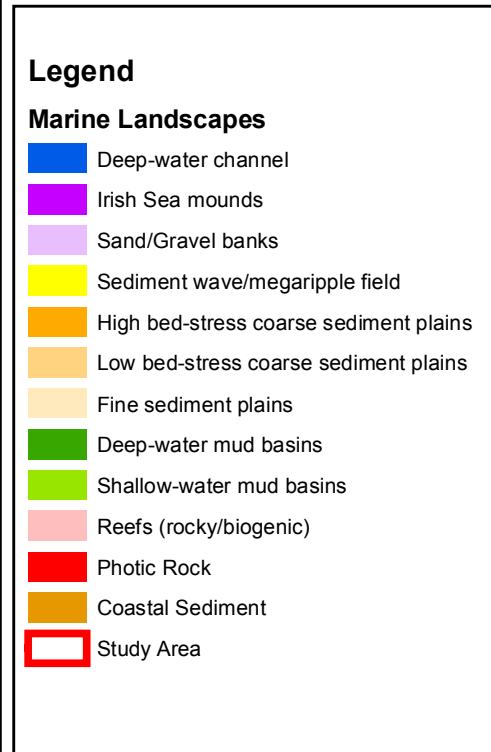 Legend
Marine Landscapes
Deep-water channel
Irish Sea mounds
Sand/Gravel banks
Sediment wave/megaripple field
High bed-stress coarse sediment plains
Low bed-stress coarse sediment plains
Fine sediment plains
Deep-water mud basins
Shallow-water mud basins
Reefs (rocky/biogenic)
Photic Rock
Coastal Sediment
Study Area